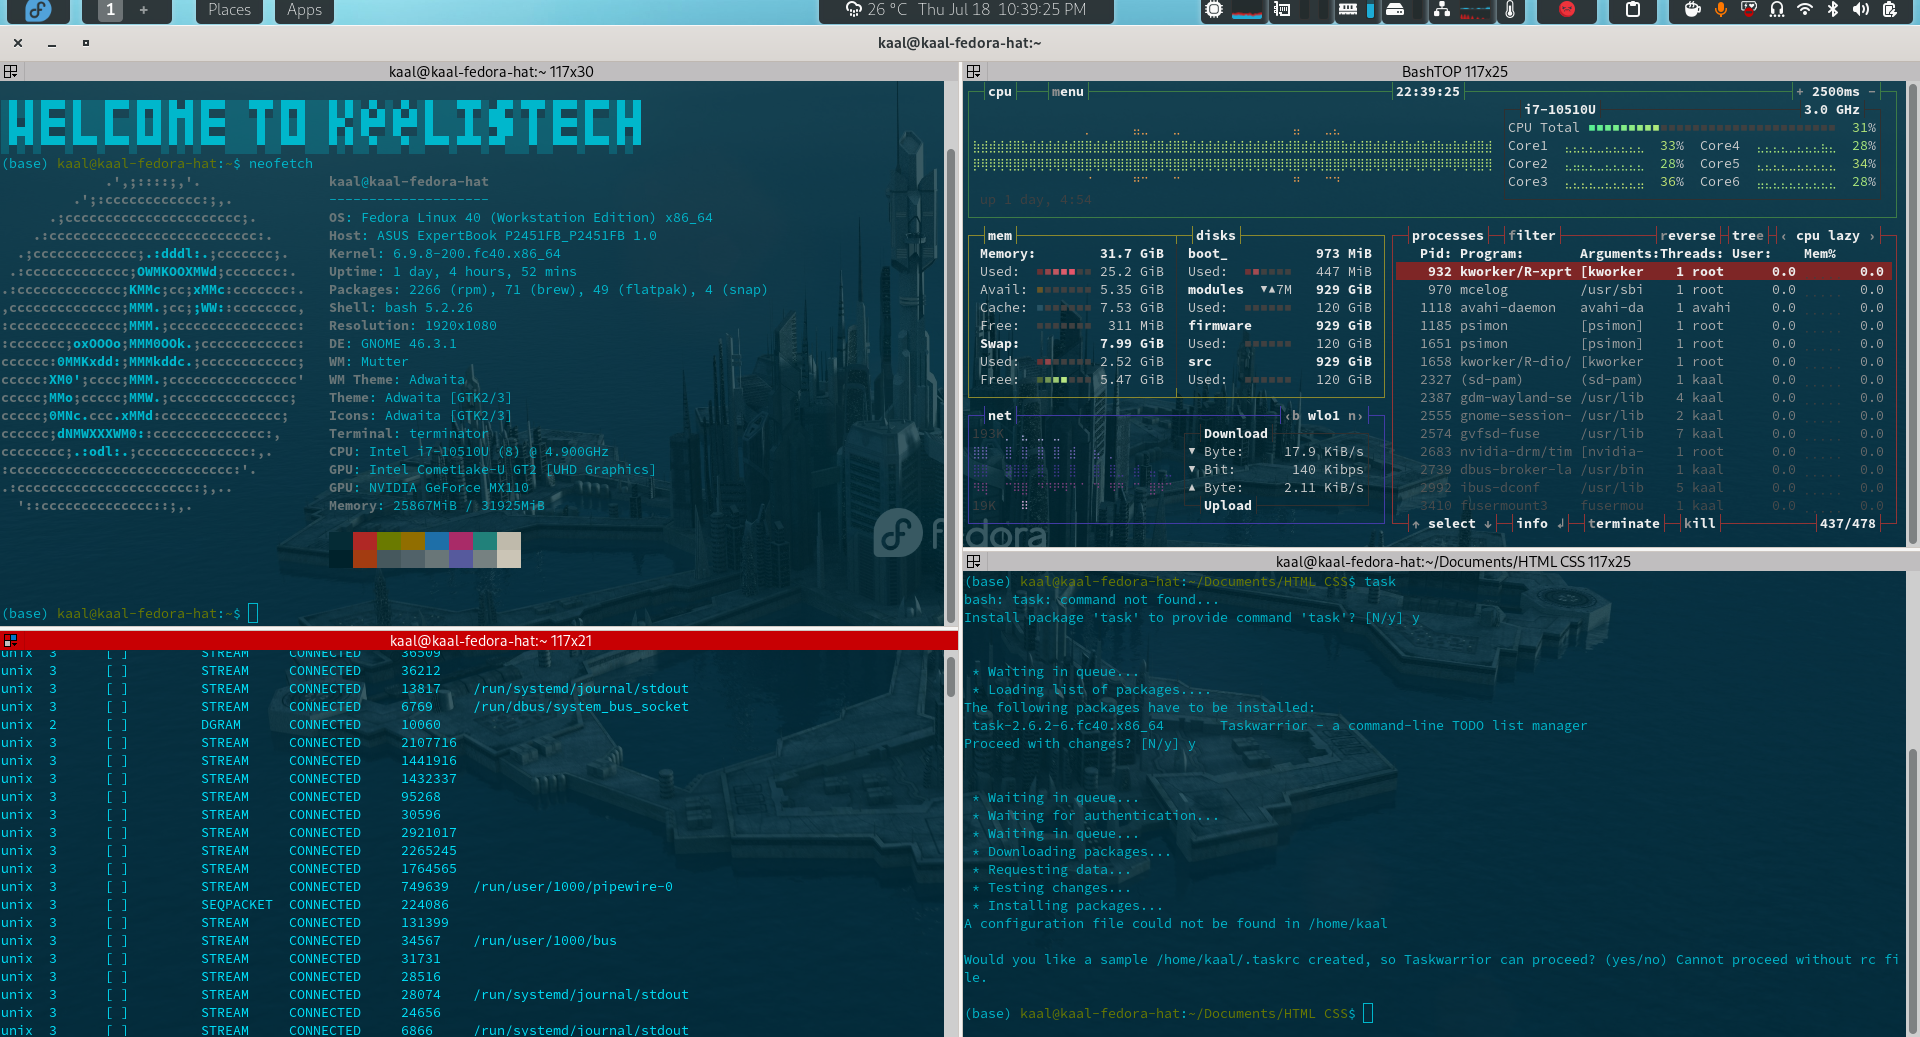 1 + Places Apps 26 °C Thu Jul 18 10:39:25 PM
kaal@kaal-fedora-hat:~
kaal@kaal-fedora-hat:~ 117x30
WELCOME TO KaaLI$TECH
(base) kaal@kaal-fedora-hat:~$ neofetch
kaal@kaal-fedora-hat
--------------------
OS: Fedora Linux 40 (Workstation Edition) x86_64
Host: ASUS ExpertBook P2451FB_P2451FB 1.0
Kernel: 6.9.8-200.fc40.x86_64
Uptime: 1 day, 4 hours, 52 mins
Packages: 2266 (rpm), 71 (brew), 49 (flatpak), 4 (snap)
Shell: bash 5.2.26
Resolution: 1920x1080
DE: GNOME 46.3.1
WM: Mutter
WM Theme: Adwaita
Theme: Adwaita [GTK2/3]
Icons: Adwaita [GTK2/3]
Terminal: terminator
CPU: Intel i7-10510U (8) @ 4.900GHz
GPU: Intel CometLake-U GT2 [UHD Graphics]
GPU: NVIDIA GeForce MX110
Memory: 25867MiB / 31925MiB
fedora
(base) kaal@kaal-fedora-hat:~$
kaal@kaal-fedora-hat:~ 117x21
unix 3 [ ] STREAM CONNECTED 36509
unix 3 [ ] STREAM CONNECTED 36212
unix 3 [ ] STREAM CONNECTED 13817 /run/systemd/journal/stdout
unix 3 [ ] STREAM CONNECTED 6769 /run/dbus/system_bus_socket
unix 2 [ ] DGRAM CONNECTED 10060
unix 3 [ ] STREAM CONNECTED 2107716
unix 3 [ ] STREAM CONNECTED 1441916
unix 3 [ ] STREAM CONNECTED 1432337
unix 3 [ ] STREAM CONNECTED 95268
unix 3 [ ] STREAM CONNECTED 30596
unix 3 [ ] STREAM CONNECTED 2921017
unix 3 [ ] STREAM CONNECTED 2265245
unix 3 [ ] STREAM CONNECTED 1764565
unix 3 [ ] STREAM CONNECTED 749639 /run/user/1000/pipewire-0
unix 3 [ ] SEQPACKET CONNECTED 224086
unix 3 [ ] STREAM CONNECTED 131399
unix 3 [ ] STREAM CONNECTED 34567 /run/user/1000/bus
unix 3 [ ] STREAM CONNECTED 31731
unix 3 [ ] STREAM CONNECTED 28516
unix 3 [ ] STREAM CONNECTED 28074 /run/systemd/journal/stdout
unix 3 [ ] STREAM CONNECTED 24656
unix 3 [ ] STREAM CONNECTED 6866 /run/systemd/journal/stdout
BashTOP 117x25
cpu menu 22:39:25 + 2500ms -
i7-10510U 3.0 GHz
CPU Total 31%
Core1 33% Core4 28%
Core2 28% Core5 34%
Core3 36% Core6 28%
up 1 day, 4:54
mem disks
Memory: 31.7 GiB boot_ 973 MiB
Used: 25.2 GiB Used: 447 MiB
Avail: 5.35 GiB modules ▼▲7M 929 GiB
Cache: 7.53 GiB Used: 120 GiB
Free: 311 MiB firmware 929 GiB
Swap: 7.99 GiB Used: 120 GiB
Used: 2.52 GiB src 929 GiB
Free: 5.47 GiB Used: 120 GiB
net ‹b wlo1 n›
193K
Download
▼ Byte: 17.9 KiB/s
▼ Bit: 140 Kibps
▲ Byte: 2.11 KiB/s
Upload
19K
processes filter reverse tree ‹ cpu lazy ›
Pid: Program: Arguments: Threads: User: Mem%
932 kworker/R-xprt [kworker 1 root 0.0 0.0
970 mcelog /usr/sbi 1 root 0.0 0.0
1118 avahi-daemon avahi-da 1 avahi 0.0 0.0
1185 psimon [psimon] 1 root 0.0 0.0
1651 psimon [psimon] 1 root 0.0 0.0
1658 kworker/R-dio/ [kworker 1 root 0.0 0.0
2327 (sd-pam) (sd-pam) 1 kaal 0.0 0.0
2387 gdm-wayland-se /usr/lib 4 kaal 0.0 0.0
2555 gnome-session- /usr/lib 2 kaal 0.0 0.0
2574 gvfsd-fuse /usr/lib 7 kaal 0.0 0.0
2683 nvidia-drm/tim [nvidia- 1 root 0.0 0.0
2739 dbus-broker-la /usr/bin 1 kaal 0.0 0.0
2992 ibus-dconf /usr/lib 5 kaal 0.0 0.0
3410 fusermount3 fusermou 1 kaal 0.0 0.0
↑ select ↓ info ↲ terminate kill 437/478
kaal@kaal-fedora-hat:~/Documents/HTML CSS 117x25
(base) kaal@kaal-fedora-hat:~/Documents/HTML CSS$ task
bash: task: command not found...
Install package 'task' to provide command 'task'? [N/y] y
* Waiting in queue...
* Loading list of packages....
The following packages have to be installed:
task-2.6.2-6.fc40.x86_64 Taskwarrior - a command-line TODO list manager
Proceed with changes? [N/y] y
* Waiting in queue...
* Waiting for authentication...
* Waiting in queue...
* Downloading packages...
* Requesting data...
* Testing changes...
* Installing packages...
A configuration file could not be found in /home/kaal
Would you like a sample /home/kaal/.taskrc created, so Taskwarrior can proceed? (yes/no) Cannot proceed without rc fi
le.
(base) kaal@kaal-fedora-hat:~/Documents/HTML CSS$